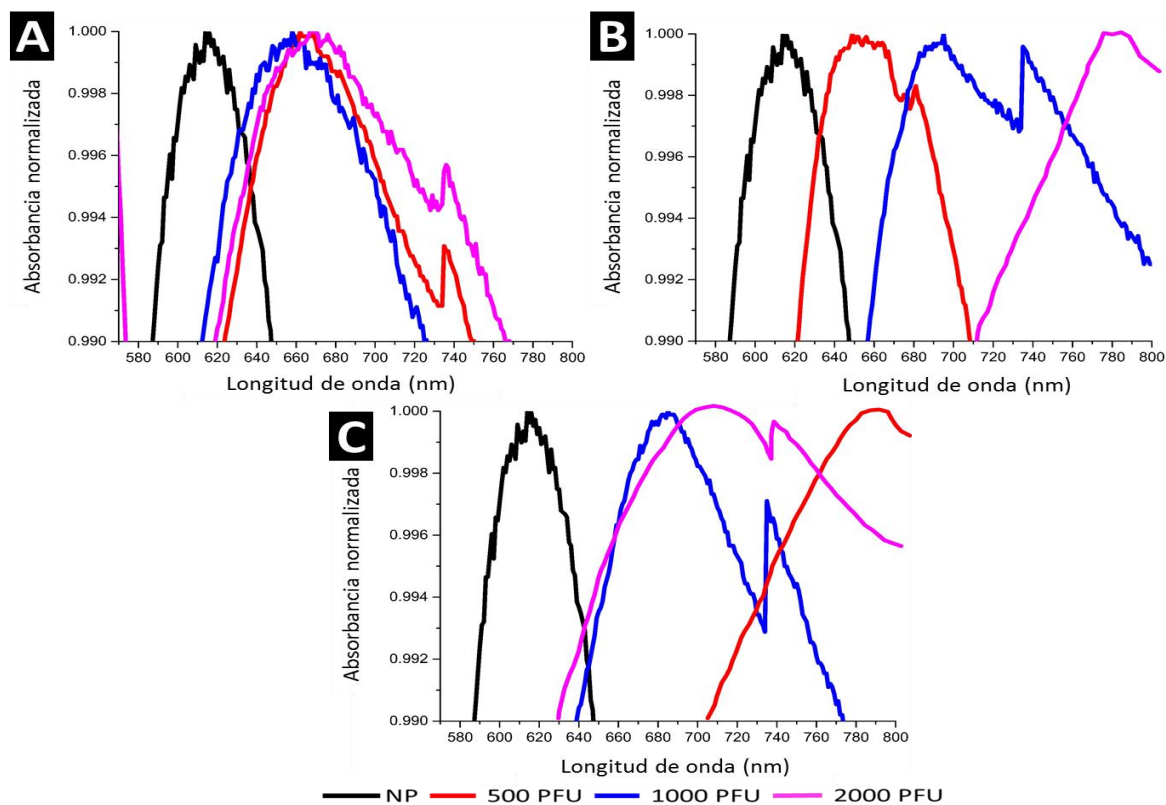 A
Absorbancia normalizada
1.000
0.998
0.996
0.994
0.992
0.990
580 600 620 640 660 680 700 720 740 760 780 800
Longitud de onda (nm)
B
Absorbancia normalizada
1.000
0.998
0.996
0.994
0.992
0.990
580 600 620 640 660 680 700 720 740 760 780 800
Longitud de onda (nm)
C
Absorbancia normalizada
1.000
0.998
0.996
0.994
0.992
0.990
580 600 620 640 660 680 700 720 740 760 780 800
Longitud de onda (nm)
NP 500 PFU 1000 PFU 2000 PFU